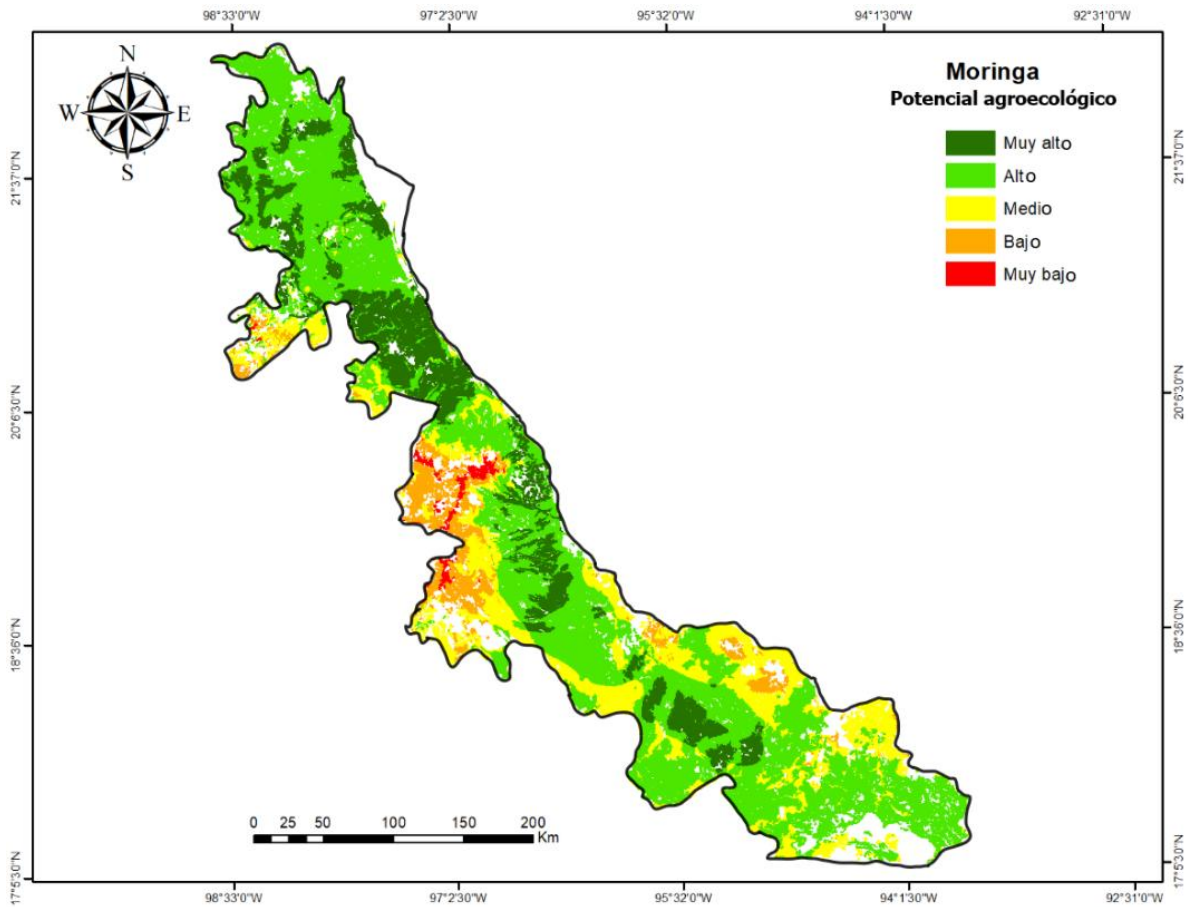 98°33'0"W 97°2'30"W 95°32'0"W 94°1'30"W 92°31'0"W
N
W E
S
Moringa
Potencial agroecológico
Muy alto
Alto
Medio
Bajo
Muy bajo
21°37'0"N 21°37'0"N
20°6'30"N 20°6'30"N
18°36'0"N 18°36'0"N
17°5'30"N 17°5'30"N
0 25 50 100 150 200
Km
98°33'0"W 97°2'30"W 95°32'0"W 94°1'30"W 92°31'0"W